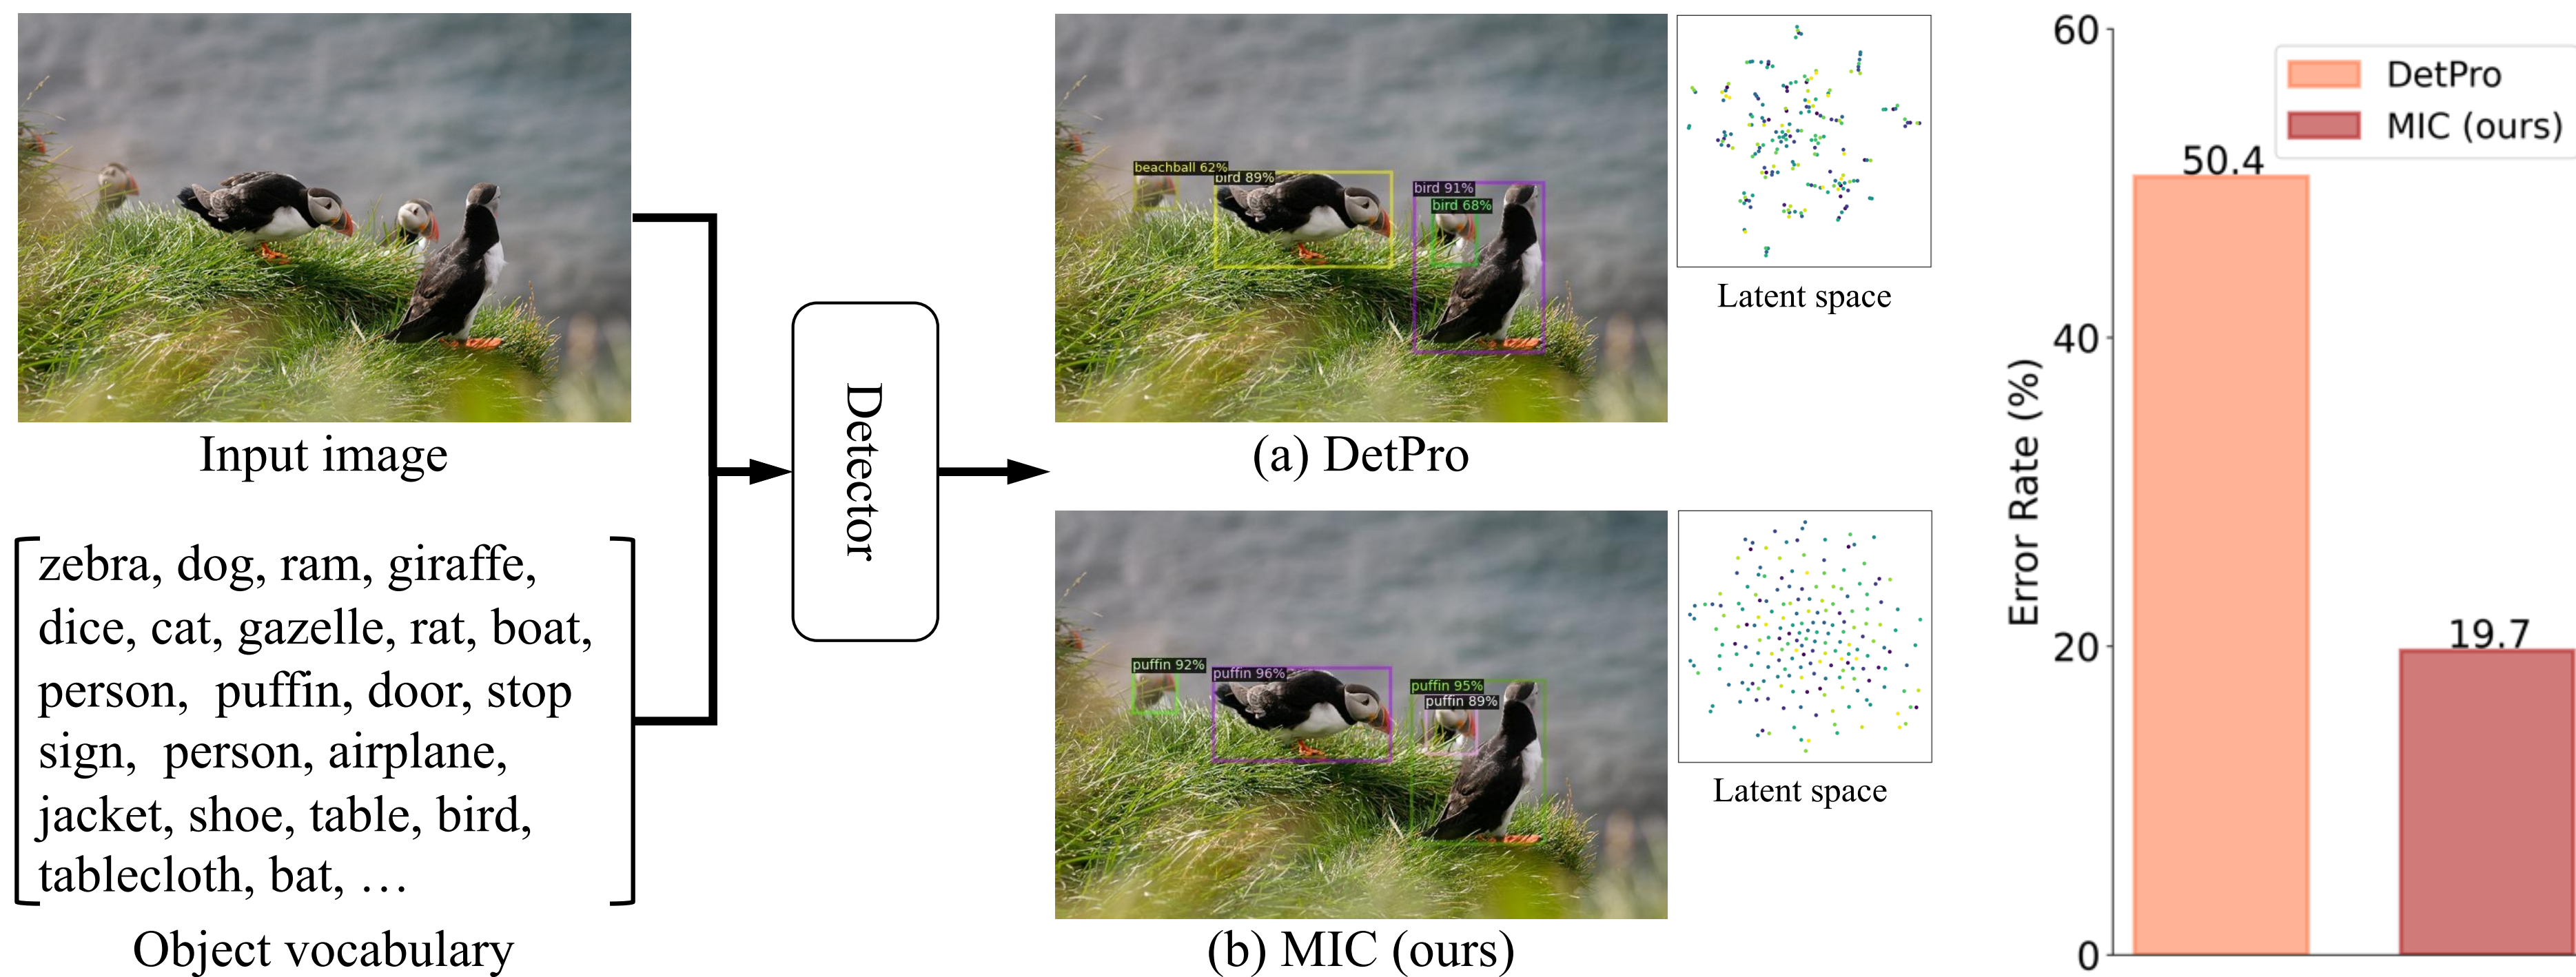 Input image
zebra, dog, ram, giraffe,
dice, cat, gazelle, rat, boat,
person, puffin, door, stop
sign, person, airplane,
jacket, shoe, table, bird,
tablecloth, bat, …
Object vocabulary
Detector
beachball 62%
bird 89%
bird 91%
bird 68%
(a) DetPro
Latent space
puffin 92%
puffin 96%
puffin 95%
puffin 89%
(b) MIC (ours)
Latent space
Error Rate (%)
60
40
20
0
DetPro
MIC (ours)
50.4
19.7